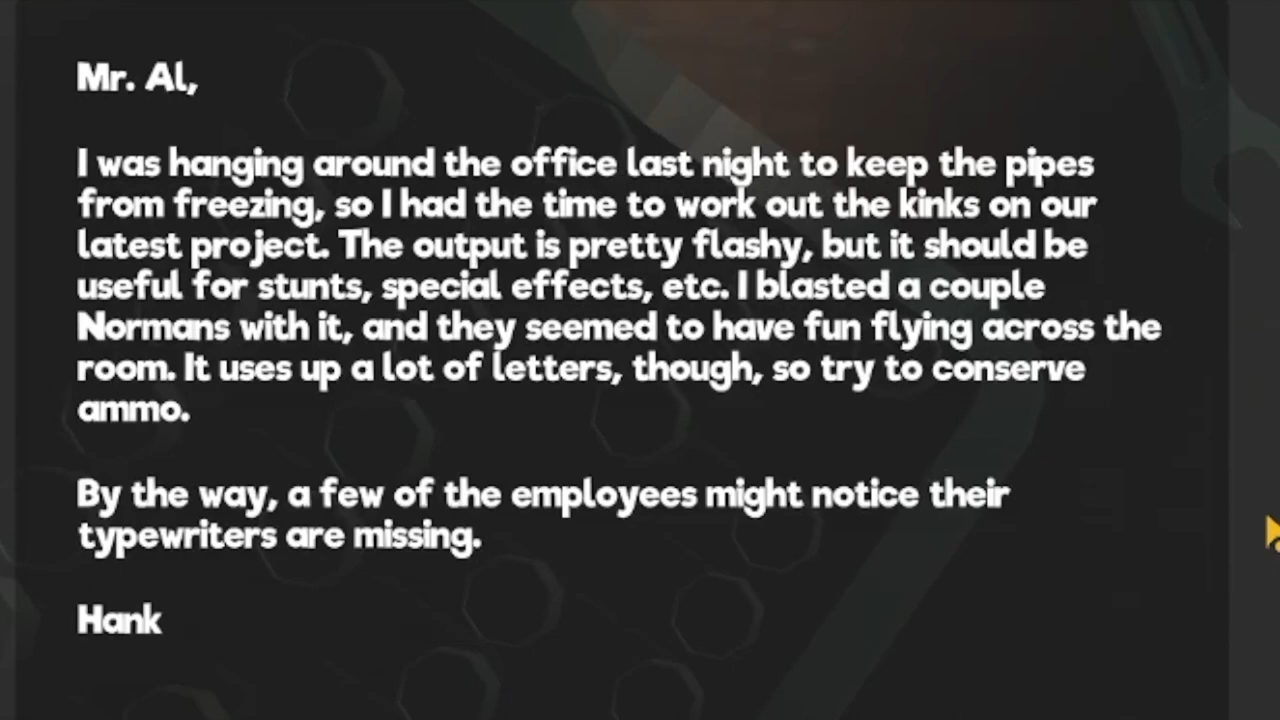 Mr. Al,
I was hanging around the office last night to keep the pipes
from freezing, so I had the time to work out the kinks on our
latest project. The output is pretty flashy, but it should be
useful for stunts, special effects, etc. I blasted a couple
Normans with it, and they seemed to have fun flying across the
room. It uses up a lot of letters, though, so try to conserve
ammo.
By the way, a few of the employees might notice their
typewriters are missing.
Hank